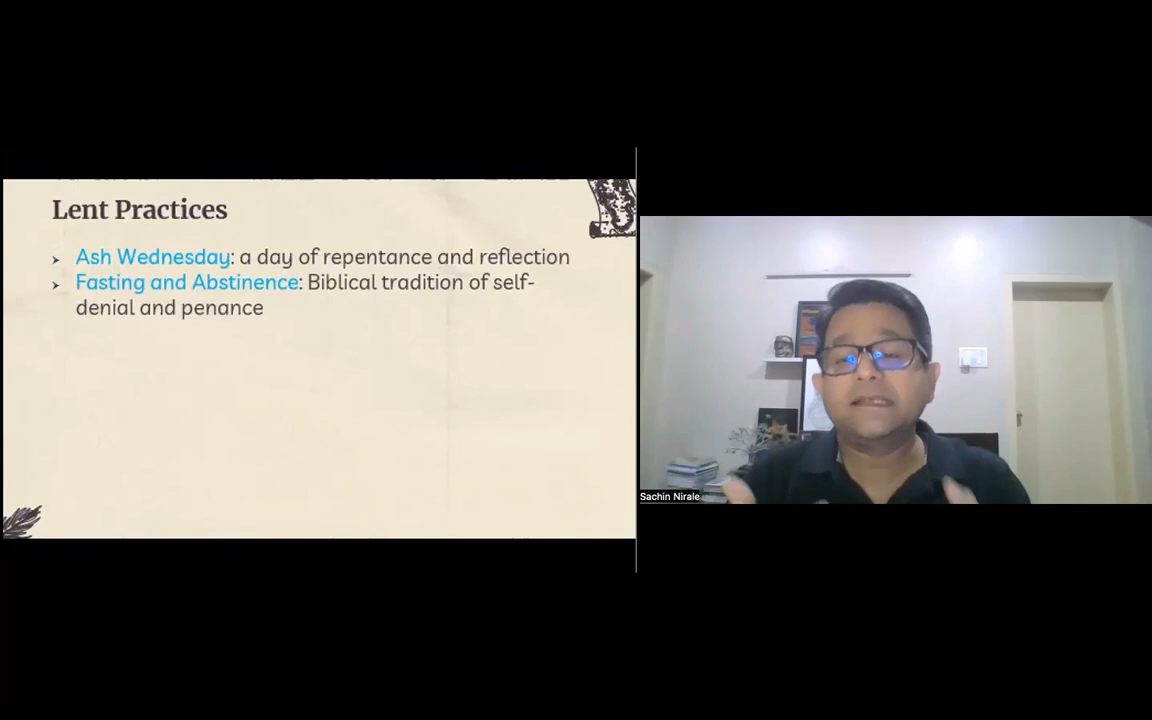 Lent Practices
Ash Wednesday: a day of repentance and reflection
Fasting and Abstinence: Biblical tradition of self-
denial and penance
Sachin Nirale